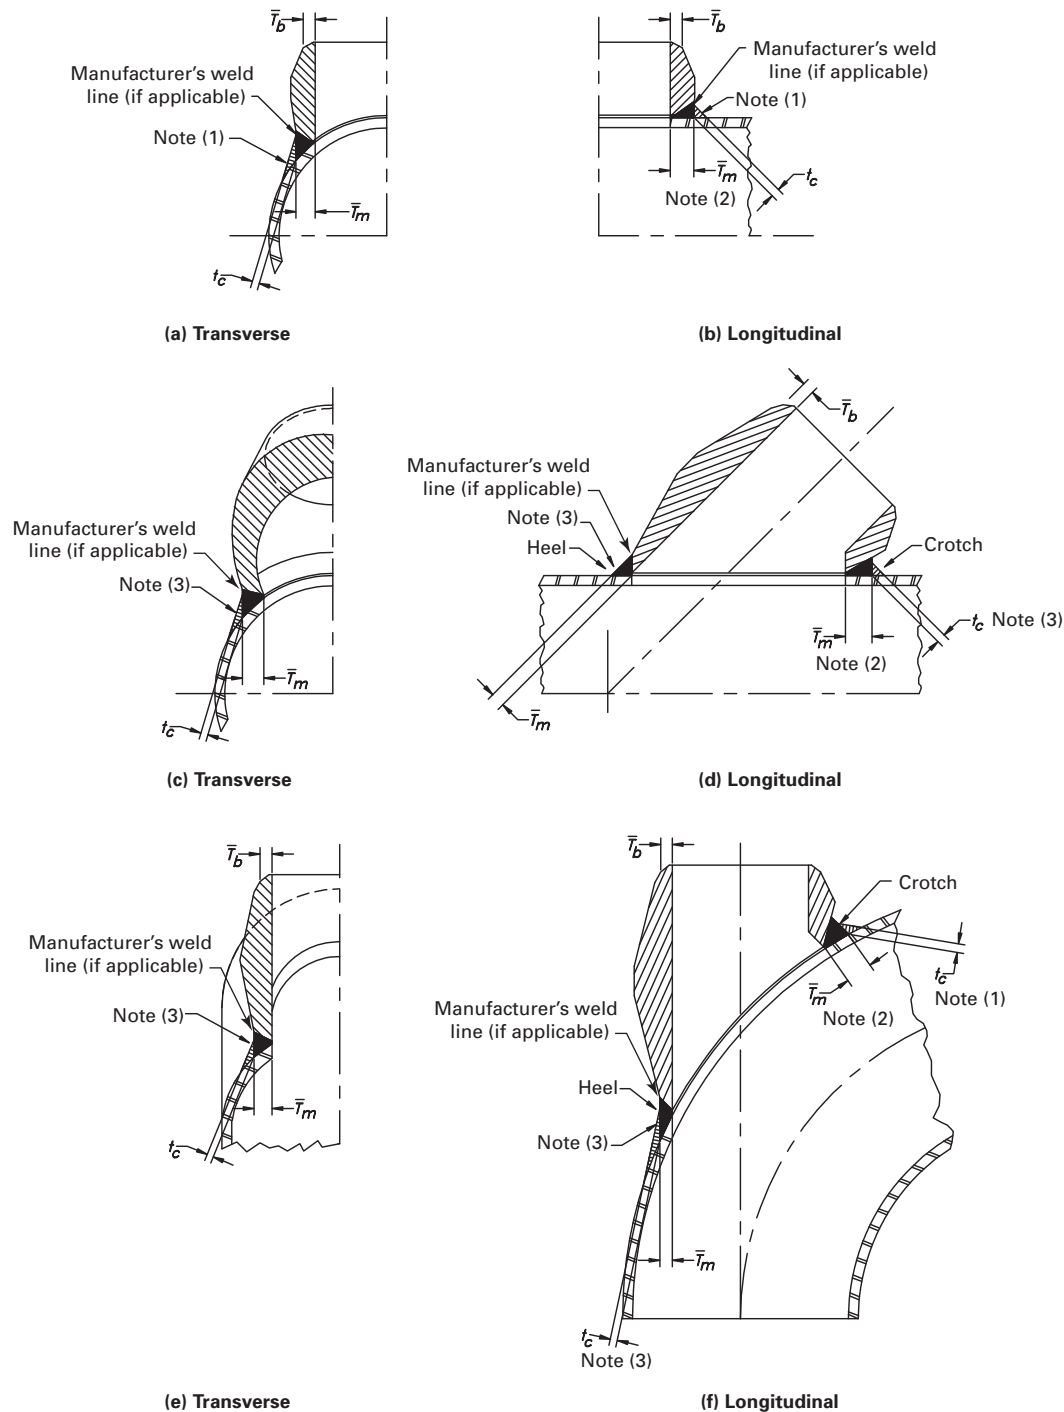 T̅b
Manufacturer's weld
line (if applicable)
Note (1)
T̅m
tc
(a) Transverse
T̅b
Manufacturer's weld
line (if applicable)
Note (1)
T̅m
Note (2)
tc
(b) Longitudinal
Manufacturer's weld
line (if applicable)
Note (3)
T̅m
tc
(c) Transverse
T̅b
Manufacturer's weld
line (if applicable)
Note (3)
Heel
Crotch
tc Note (3)
T̅m
Note (2)
T̅m
(d) Longitudinal
T̅b
Manufacturer's weld
line (if applicable)
Note (3)
T̅m
tc
(e) Transverse
T̅b
Crotch
tc
Note (1)
T̅m
Note (2)
Manufacturer's weld
line (if applicable)
Heel
Note (3)
T̅m
tc
Note (3)
(f) Longitudinal